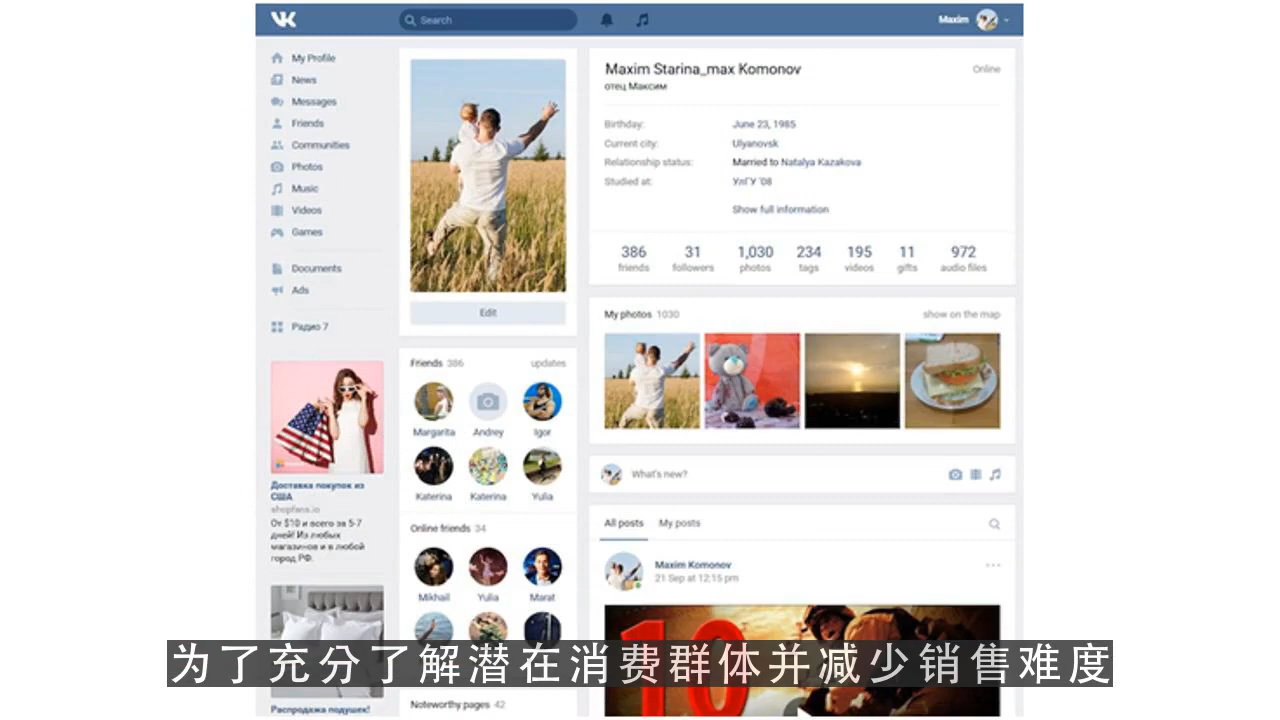 VK
Search
Maxim
My Profile
News
Messages
Friends
Communities
Photos
Music
Videos
Games
Documents
Ads
Радио 7
Доставка покупок из
США
shopfans.io
От $10 и всего за 5-7
дней! Из любых
магазинов и в любой
город РФ.
Распродажа подушек!
Edit
Friends 386
updates
Margarita
Andrey
Igor
Katerina
Katerina
Yulia
Online friends 34
Mikhail
Yulia
Marat
Noteworthy pages 42
Maxim Starina_max Komonov
Online
отец Максим
Birthday: June 23, 1985
Current city: Ulyanovsk
Relationship status: Married to Natalya Kazakova
Studied at: УлГУ '08
Show full information
386 31 1,030 234 195 11 972
friends followers photos tags videos gifts audio files
My photos 1030
show on the map
What's new?
All posts My posts
Maxim Komonov
21 Sep at 12:15 pm
10
为了充分了解潜在消费群体并减少销售难度